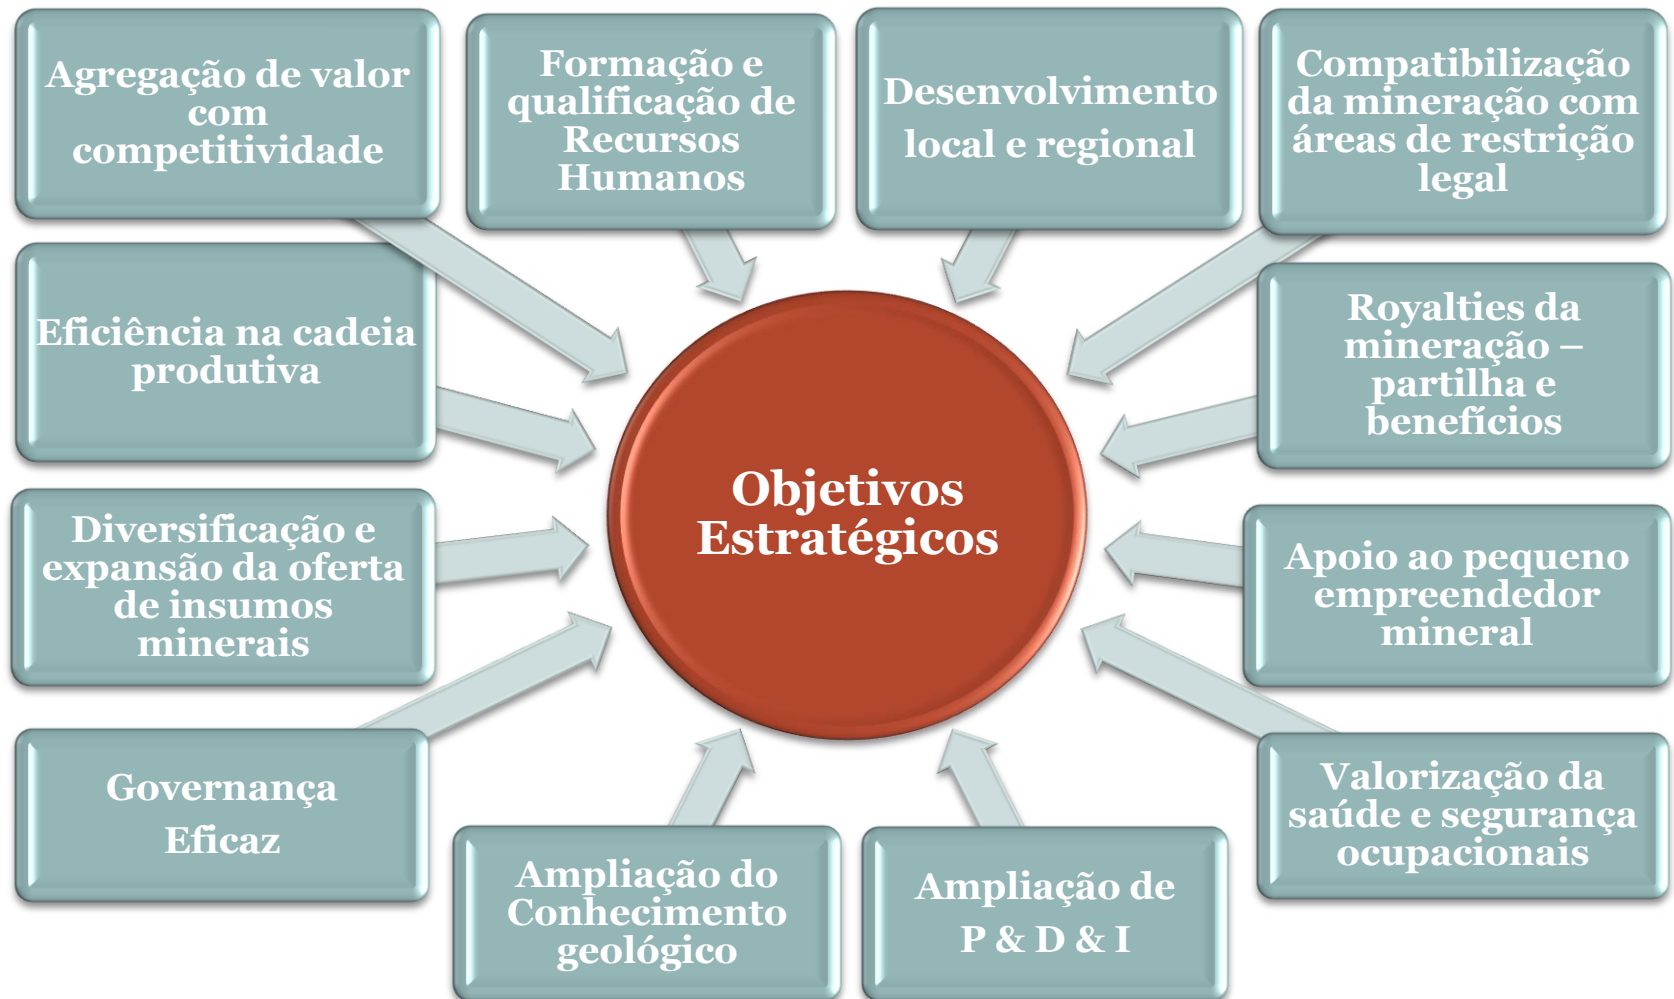 Agregação de valor
com
competitividade
Formação e
qualificação de
Recursos
Humanos
Desenvolvimento
local e regional
Compatibilização
da mineração com
áreas de restrição
legal
Eficiência na cadeia
produtiva
Royalties da
mineração –
partilha e
benefícios
Objetivos
Estratégicos
Diversificação e
expansão da oferta
de insumos
minerais
Apoio ao pequeno
empreendedor
mineral
Governança
Eficaz
Valorização da
saúde e segurança
ocupacionais
Ampliação do
Conhecimento
geológico
Ampliação de
P & D & I